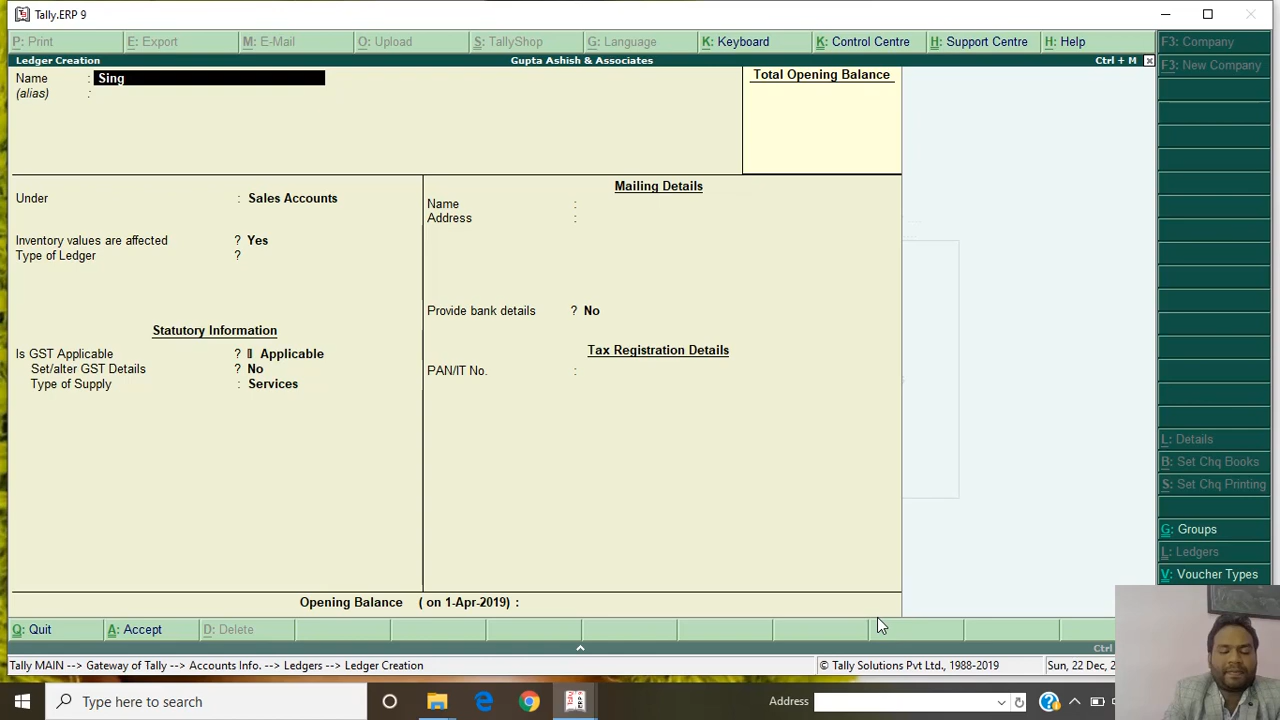 Tally.ERP 9
P: Print E: Export M: E-Mail O: Upload S: TallyShop G: Language K: Keyboard K: Control Centre H: Support Centre H: Help F3: Company
Ledger Creation Gupta Ashish & Associates Ctrl + M F3: New Company
Name : Sing Total Opening Balance
(alias) :
Under : Sales Accounts
Inventory values are affected ? Yes
Type of Ledger ?
Statutory Information
Is GST Applicable ? Applicable
Set/alter GST Details ? No
Type of Supply : Services
Mailing Details
Name :
Address :
Provide bank details ? No
Tax Registration Details
PAN/IT No. :
L: Details
B: Set Chq Books
S: Set Chq Printing
G: Groups
L: Ledgers
V: Voucher Types
Opening Balance ( on 1-Apr-2019) :
Q: Quit A: Accept D: Delete
Ctrl
Tally MAIN --> Gateway of Tally --> Accounts Info. --> Ledgers --> Ledger Creation © Tally Solutions Pvt Ltd., 1988-2019 Sun, 22 Dec, 2
Type here to search Address